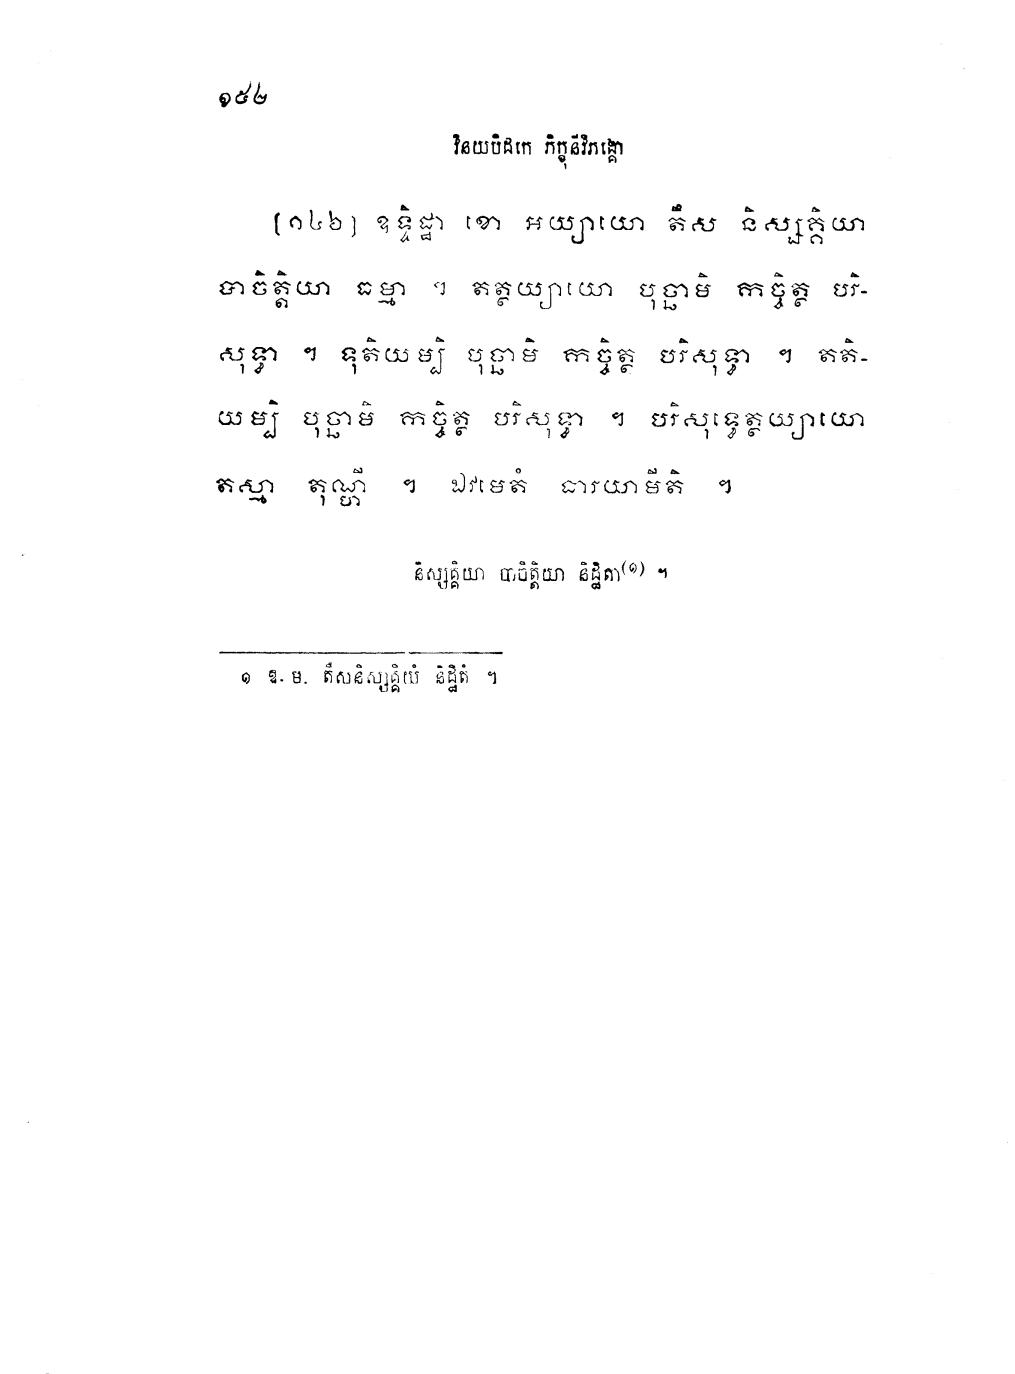 ១៥២
វិនយបិដកេ ភិក្ខុនីវិភង្គោ
[១៤៦] ឧទ្ទិដ្ឋា ខោ អយ្យាយោ តឹស និស្សគ្គិយា
បាចិត្តិយា ធម្មា ។ តត្ថយ្យាយោ បុច្ឆាមិ កច្ចិត្ថ បរិ-
សុទ្ធា ។ ទុតិយម្បិ បុច្ឆាមិ កច្ចិត្ថ បរិសុទ្ធា ។ តតិ-
យម្បិ បុច្ឆាមិ កច្ចិត្ថ បរិសុទ្ធា ។ បរិសុទ្ធេត្ថយ្យាយោ
តស្មា តុណ្ហី ។ ឯវមេតំ ធារយាមីតិ ។
និស្សគ្គិយា បាចិត្តិយា និដ្ឋិតា(១) ។
១ ឱ. ម. តឹសនិស្សគ្គិយំ និដ្ឋិតំ ។